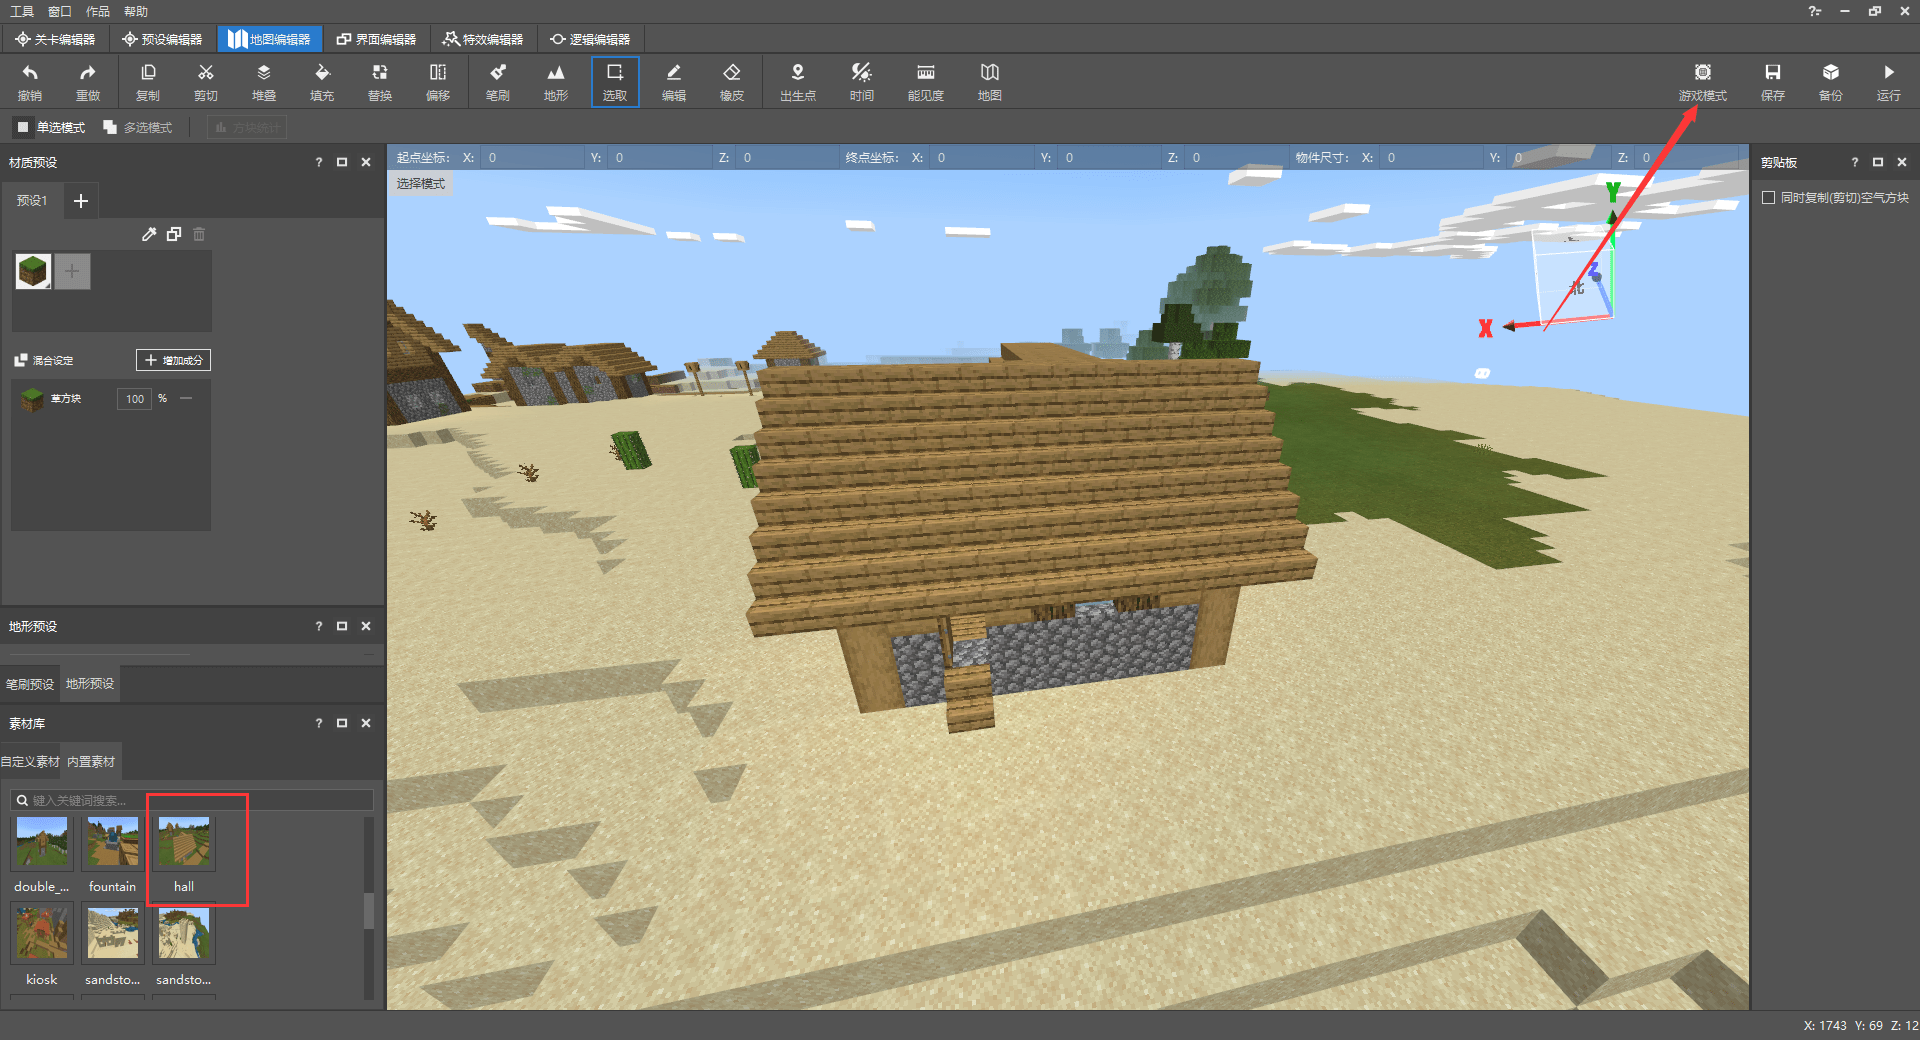 工具 窗口 作品 帮助
关卡编辑器 预设编辑器 地图编辑器 界面编辑器 特效编辑器 逻辑编辑器
撤销 重做 复制 剪切 堆叠 填充 替换 偏移 笔刷 地形 选取 编辑 橡皮 出生点 时间 能见度 地图 游戏模式 保存 备份 运行
单选模式 多选模式 方块统计
材质预设 ?
起点坐标: X: 0 Y: 0 Z: 0 终点坐标: X: 0 Y: 0 Z: 0 物件尺寸: X: 0 Y: 0 Z: 0
剪贴板 ?
选择模式
同时复制(剪切)空气方块
预设1
Y
Z
北
X
混合设定 增加成分
草方块 100 %
地形预设 ?
笔刷预设 地形预设
素材库 ?
自定义素材 内置素材
键入关键词搜索...
double_... fountain hall
kiosk sandsto... sandsto...
X: 1743 Y: 69 Z: 12